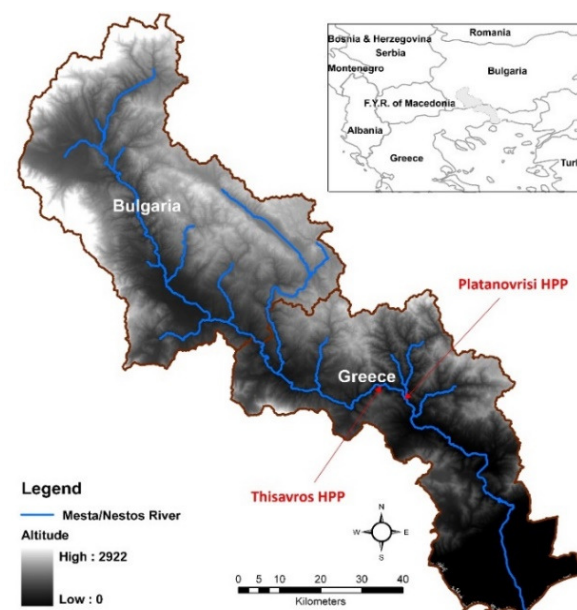 Bosnia & Herzegovina
Romania
Serbia
Montenegro
Bulgaria
F.Y.R. of Macedonia
Albania
Greece
Turk
Bulgaria
Platanovrisi HPP
Greece
Thisavros HPP
Legend
Mesta/Nestos River
Altitude
High : 2922
Low : 0
N
W E
S
0 5 10 20 30 40
Kilometers